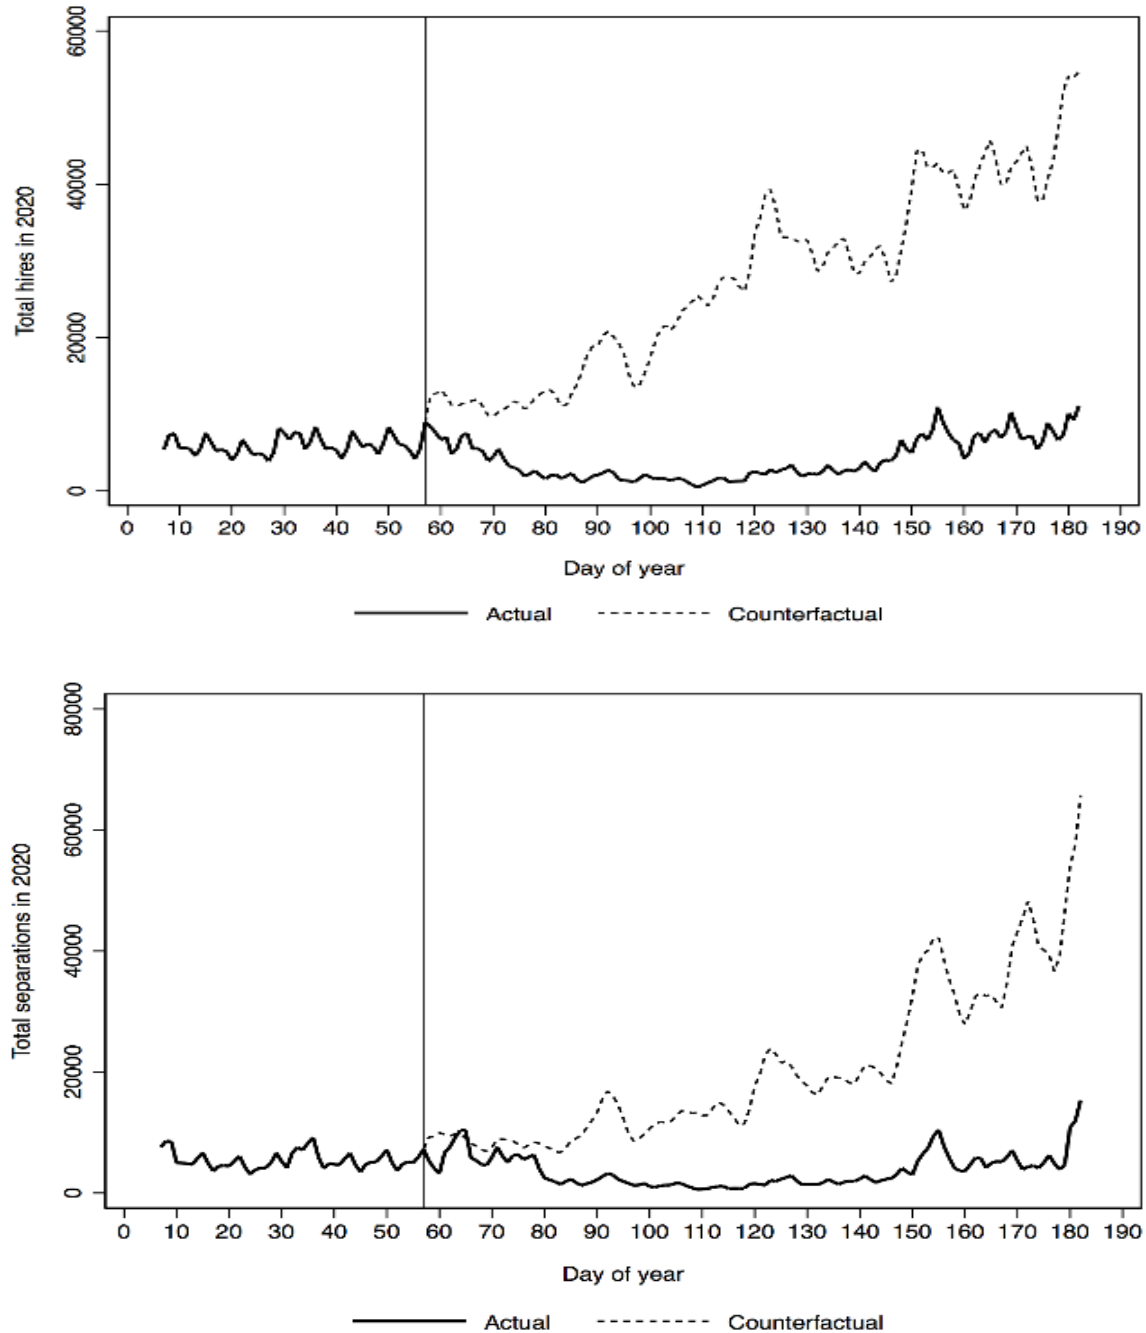 Total hires in 2020
60000
40000
20000
0
0 10 20 30 40 50 60 70 80 90 100 110 120 130 140 150 160 170 180 190
Day of year
Actual Counterfactual
Total separations in 2020
80000
60000
40000
20000
0
0 10 20 30 40 50 60 70 80 90 100 110 120 130 140 150 160 170 180 190
Day of year
Actual Counterfactual